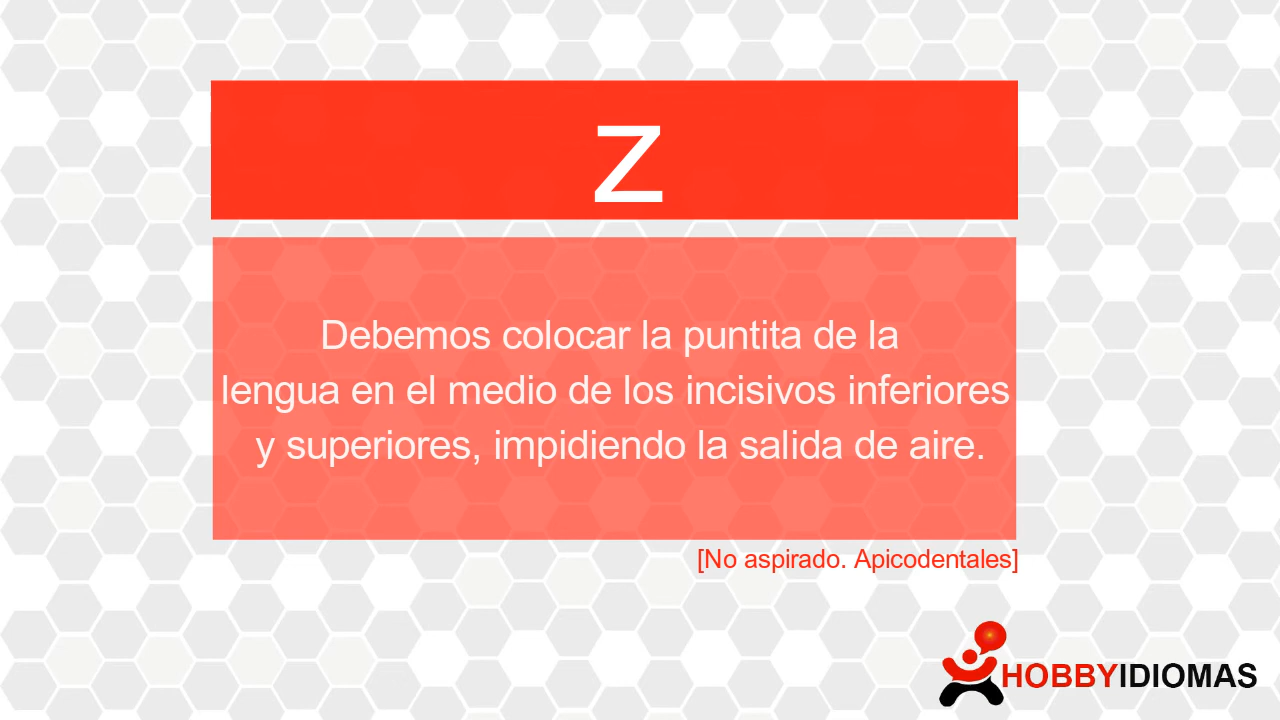 z
Debemos colocar la puntita de la
lengua en el medio de los incisivos inferiores
y superiores, impidiendo la salida de aire.
[No aspirado. Apicodentales]
HOBBYIDIOMAS